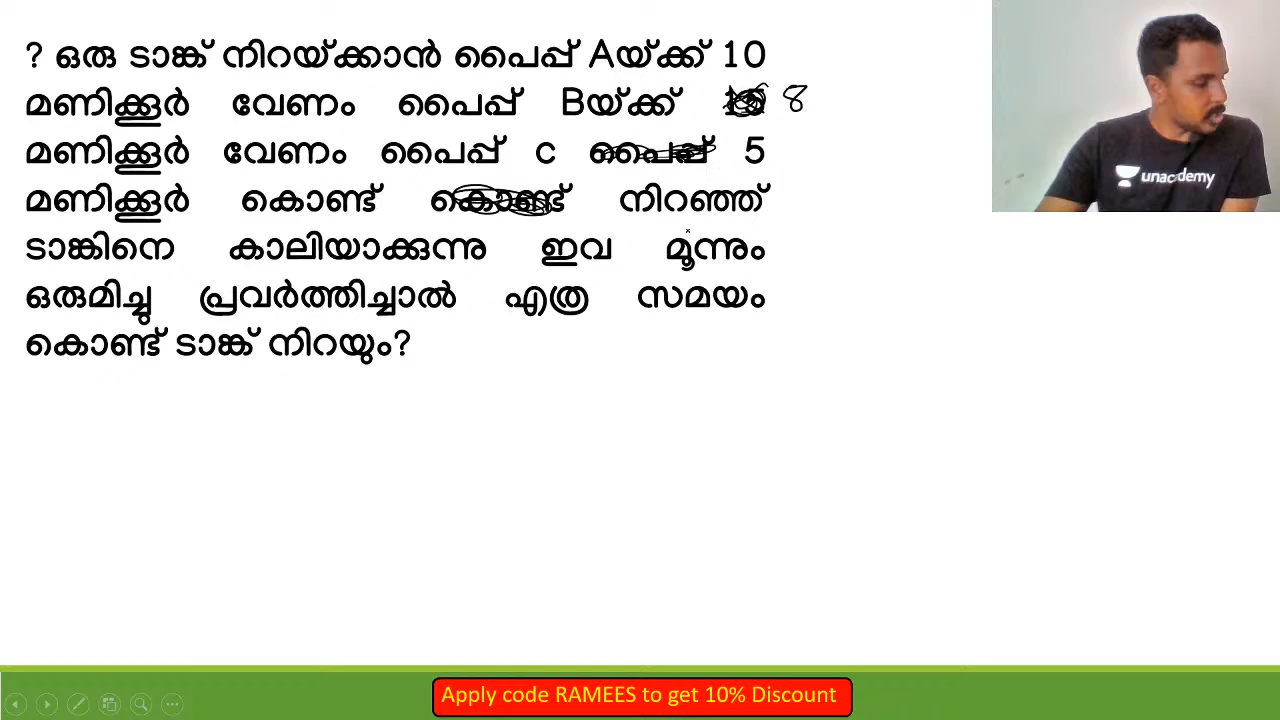 ? ഒരു ടാങ്ക് നിറയ്ക്കാൻ പൈപ്പ് Aയ്ക്ക് 10
മണിക്കൂർ വേണം പൈപ്പ് Bയ്ക്ക് 8
മണിക്കൂർ വേണം പൈപ്പ് c പൈപ്പ് 5
മണിക്കൂർ കൊണ്ട് കൊണ്ട് നിറഞ്ഞ്
ടാങ്കിനെ കാലിയാക്കുന്നു ഇവ മൂന്നും
ഒരുമിച്ചു പ്രവർത്തിച്ചാൽ എത്ര സമയം
കൊണ്ട് ടാങ്ക് നിറയും?
unacademy
Apply code RAMEES to get 10% Discount